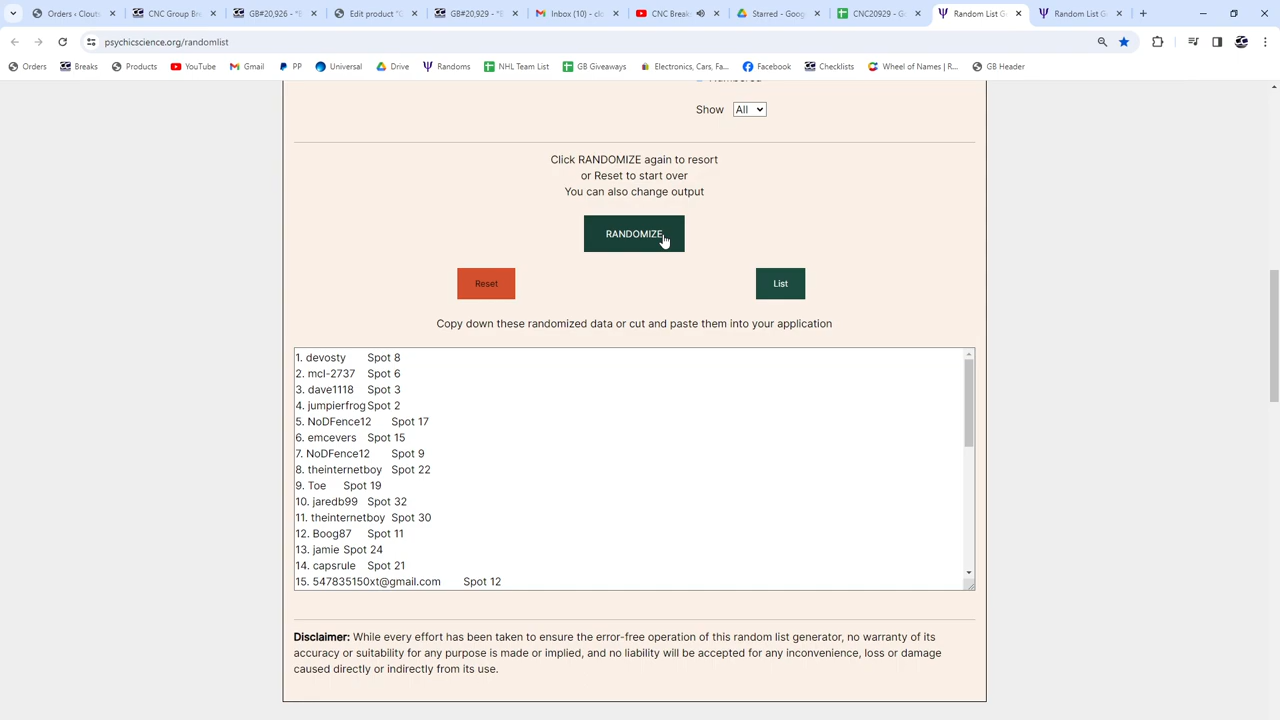 Orders ‹ Clout
CNC Group Bre
GB#20,926 - *B
Edit product "C
GB#20,929 - *B
Inbox (10) - clo
CNC Break
Starred - Goog
CNC20929 - G
Random List G
Random List G
psychicscience.org/randomlist
Orders
Breaks
Products
YouTube
Gmail
PP
Universal
Drive
Randoms
NHL Team List
GB Giveaways
Electronics, Cars, Fa...
Facebook
Checklists
Wheel of Names | R...
GB Header
Show All
Click RANDOMIZE again to resort
or Reset to start over
You can also change output
RANDOMIZE
Reset
List
Copy down these randomized data or cut and paste them into your application
1. devosty Spot 8
2. mcl-2737 Spot 6
3. dave1118 Spot 3
4. jumpierfrog Spot 2
5. NoDFence12 Spot 17
6. emcevers Spot 15
7. NoDFence12 Spot 9
8. theinternetboy Spot 22
9. Toe Spot 19
10. jaredb99 Spot 32
11. theinternetboy Spot 30
12. Boog87 Spot 11
13. jamie Spot 24
14. capsrule Spot 21
15. 547835150xt@gmail.com Spot 12
Disclaimer: While every effort has been taken to ensure the error-free operation of this random list generator, no warranty of its
accuracy or suitability for any purpose is made or implied, and no liability will be accepted for any inconvenience, loss or damage
caused directly or indirectly from its use.